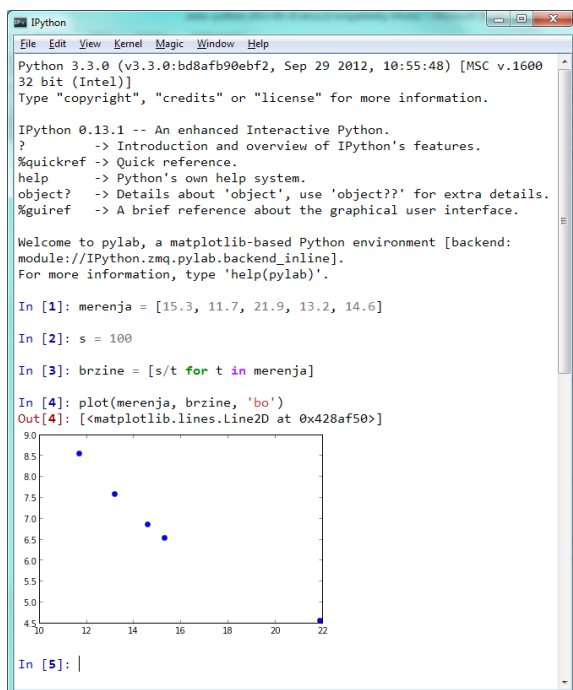 IPython
File Edit View Kernel Magic Window Help
Python 3.3.0 (v3.3.0:bd8afb90ebf2, Sep 29 2012, 10:55:48) [MSC v.1600
32 bit (Intel)]
Type "copyright", "credits" or "license" for more information.
IPython 0.13.1 -- An enhanced Interactive Python.
? -> Introduction and overview of IPython's features.
%quickref -> Quick reference.
help -> Python's own help system.
object? -> Details about 'object', use 'object??' for extra details.
%guiref -> A brief reference about the graphical user interface.
Welcome to pylab, a matplotlib-based Python environment [backend:
module://IPython.zmq.pylab.backend_inline].
For more information, type 'help(pylab)'.
In [1]: merenja = [15.3, 11.7, 21.9, 13.2, 14.6]
In [2]: s = 100
In [3]: brzine = [s/t for t in merenja]
In [4]: plot(merenja, brzine, 'bo')
Out[4]: [<matplotlib.lines.Line2D at 0x428af50>]
9.0
8.5
8.0
7.5
7.0
6.5
6.0
5.5
5.0
4.5
10 12 14 16 18 20 22
In [5]: